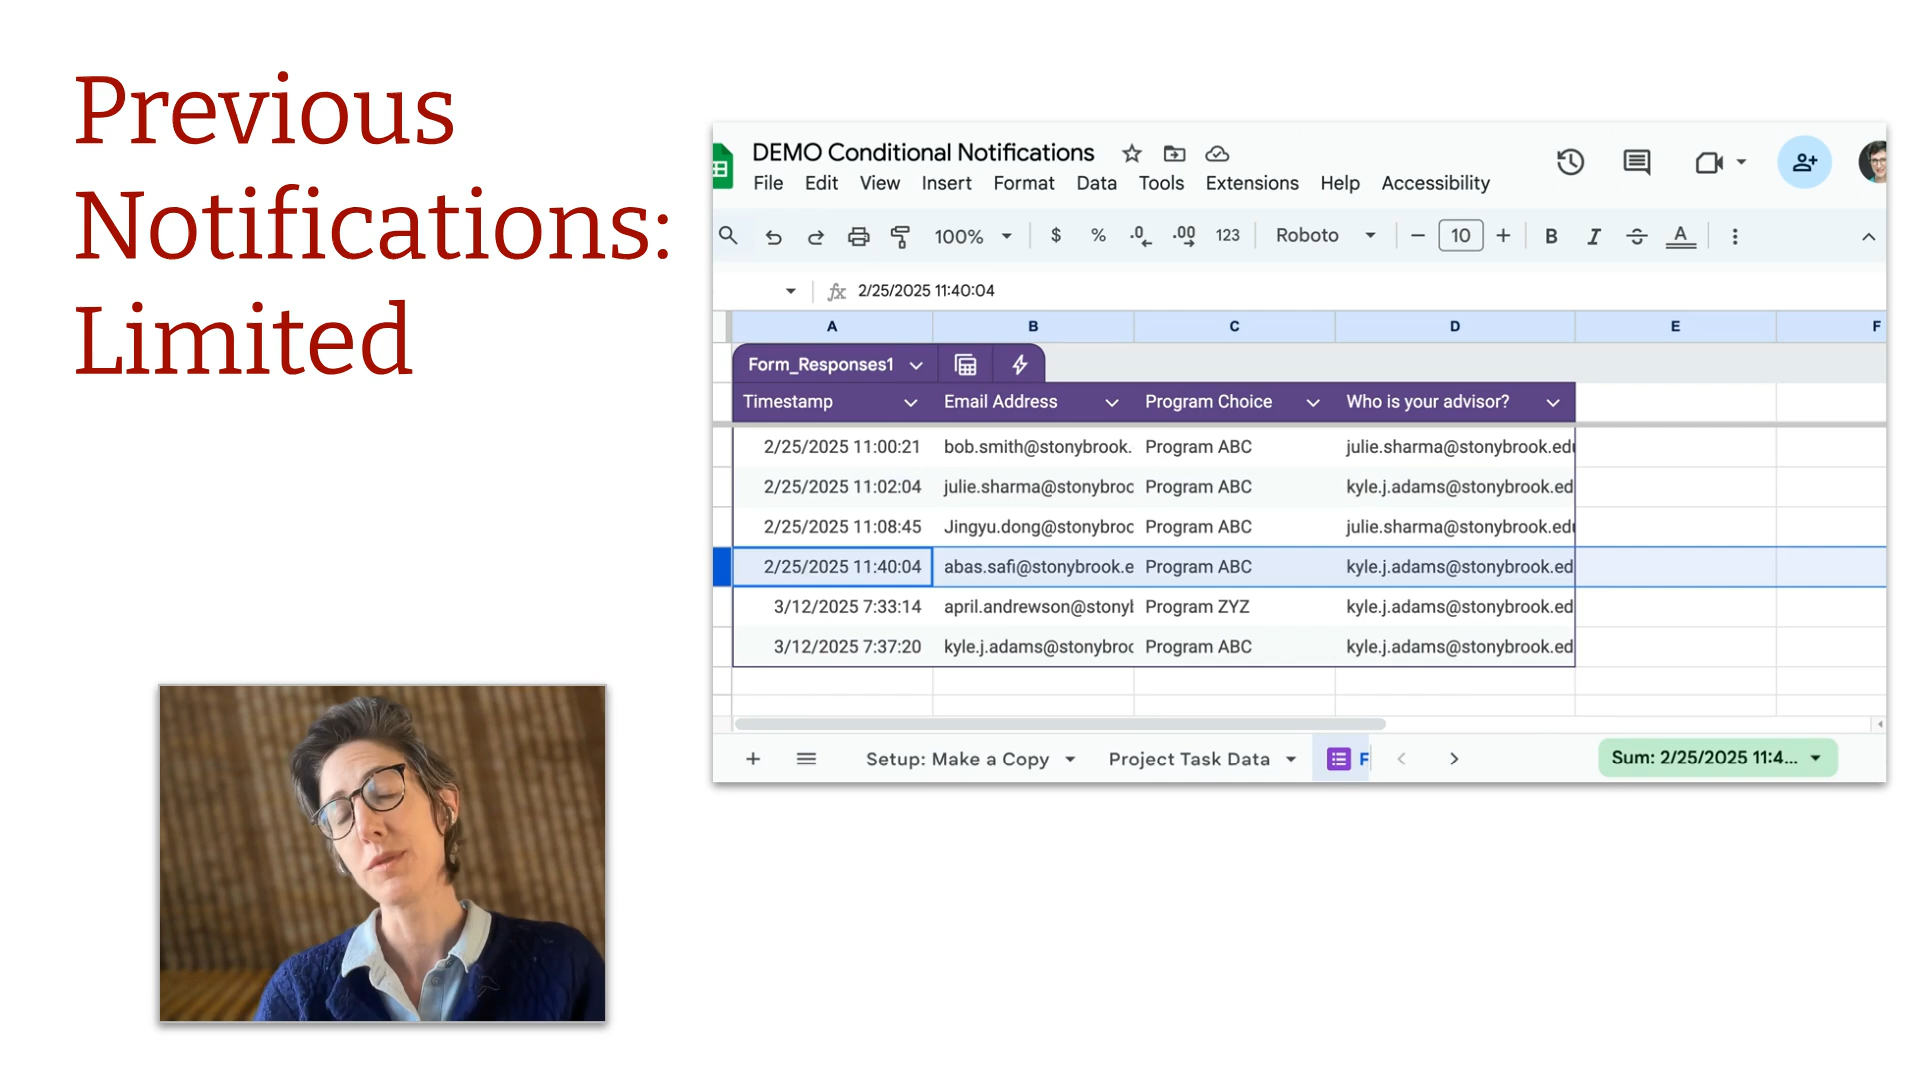 Previous
Notifications:
Limited
DEMO Conditional Notifications
File Edit View Insert Format Data Tools Extensions Help Accessibility
100% $ % .0 .00 123 Roboto 10 B I A
fx 2/25/2025 11:40:04
A B C D E F
Form_Responses1
Timestamp Email Address Program Choice Who is your advisor?
2/25/2025 11:00:21 bob.smith@stonybrook. Program ABC julie.sharma@stonybrook.edu
2/25/2025 11:02:04 julie.sharma@stonybroc Program ABC kyle.j.adams@stonybrook.ed
2/25/2025 11:08:45 Jingyu.dong@stonybroc Program ABC julie.sharma@stonybrook.edu
2/25/2025 11:40:04 abas.safi@stonybrook.e Program ABC kyle.j.adams@stonybrook.ed
3/12/2025 7:33:14 april.andrewson@stonyb Program ZYZ kyle.j.adams@stonybrook.ed
3/12/2025 7:37:20 kyle.j.adams@stonybroc Program ABC kyle.j.adams@stonybrook.ed
Setup: Make a Copy Project Task Data F Sum: 2/25/2025 11:4...